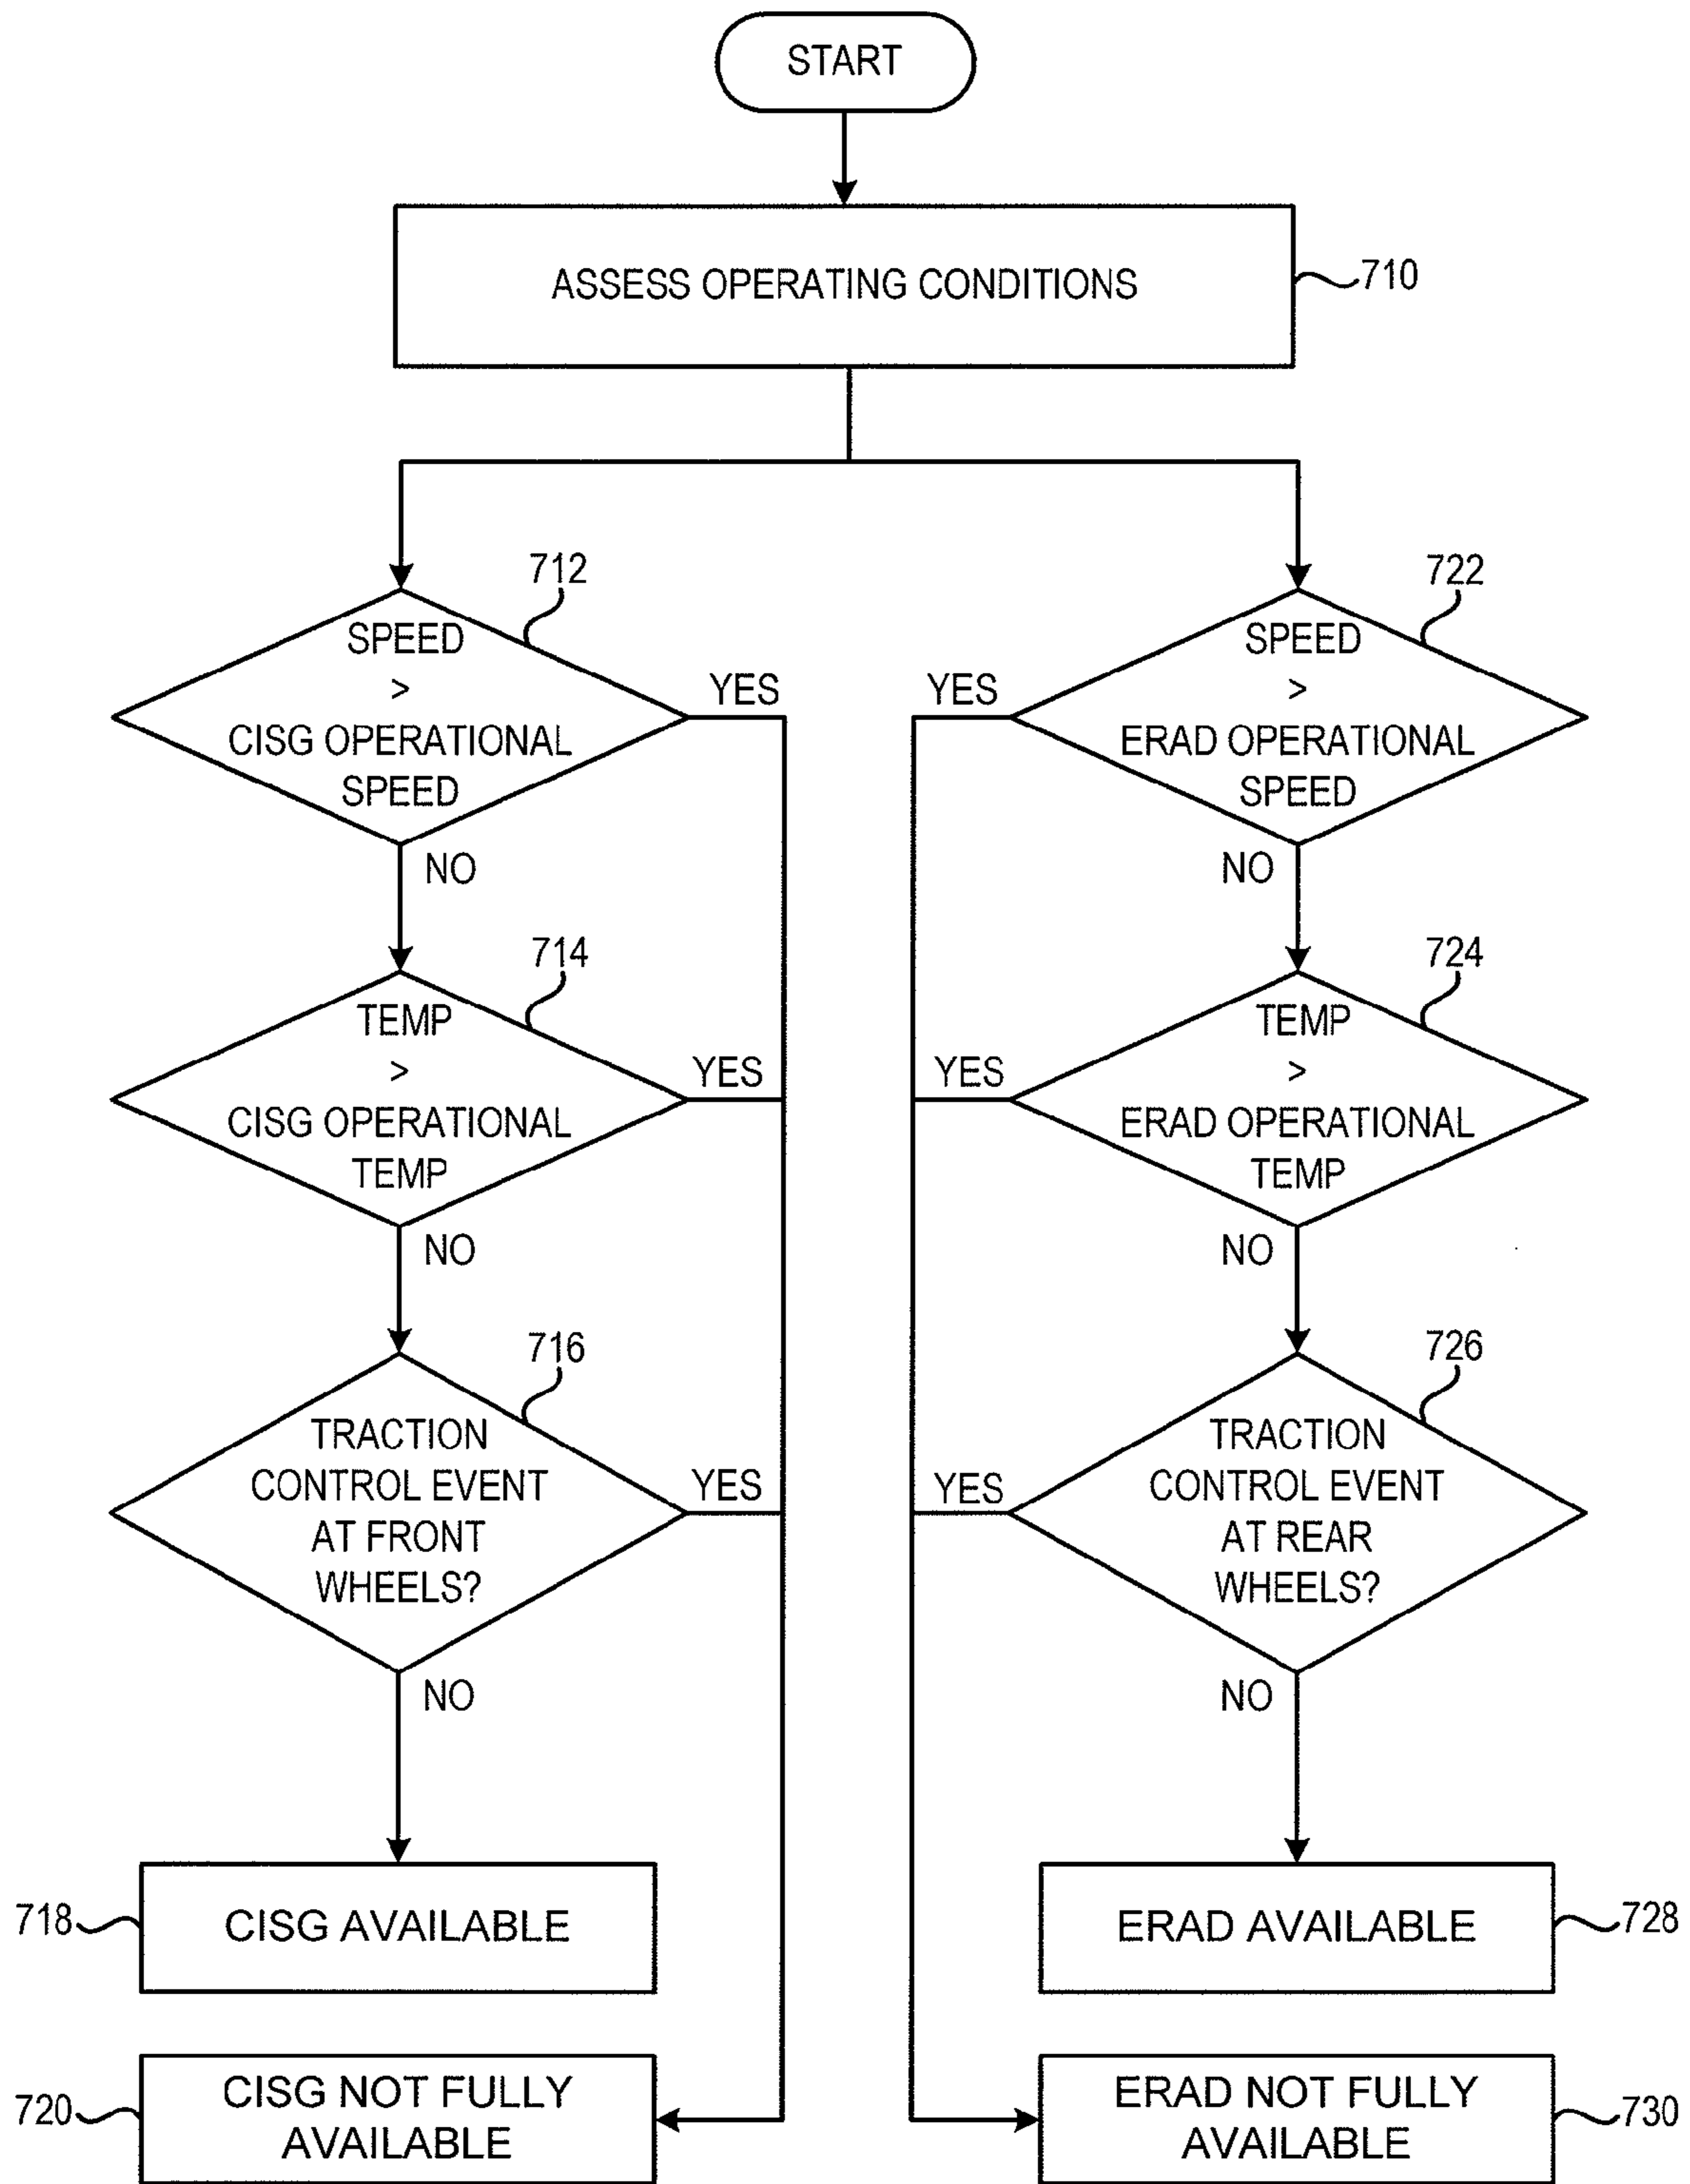 START
ASSESS OPERATING CONDITIONS
710
712
SPEED
>
CISG OPERATIONAL
SPEED
YES
NO
714
TEMP
>
CISG OPERATIONAL
TEMP
YES
NO
716
TRACTION
CONTROL EVENT
AT FRONT
WHEELS?
YES
NO
718
CISG AVAILABLE
720
CISG NOT FULLY
AVAILABLE
722
SPEED
>
ERAD OPERATIONAL
SPEED
YES
NO
724
TEMP
>
ERAD OPERATIONAL
TEMP
YES
NO
726
TRACTION
CONTROL EVENT
AT REAR
WHEELS?
YES
NO
ERAD AVAILABLE
728
ERAD NOT FULLY
AVAILABLE
730